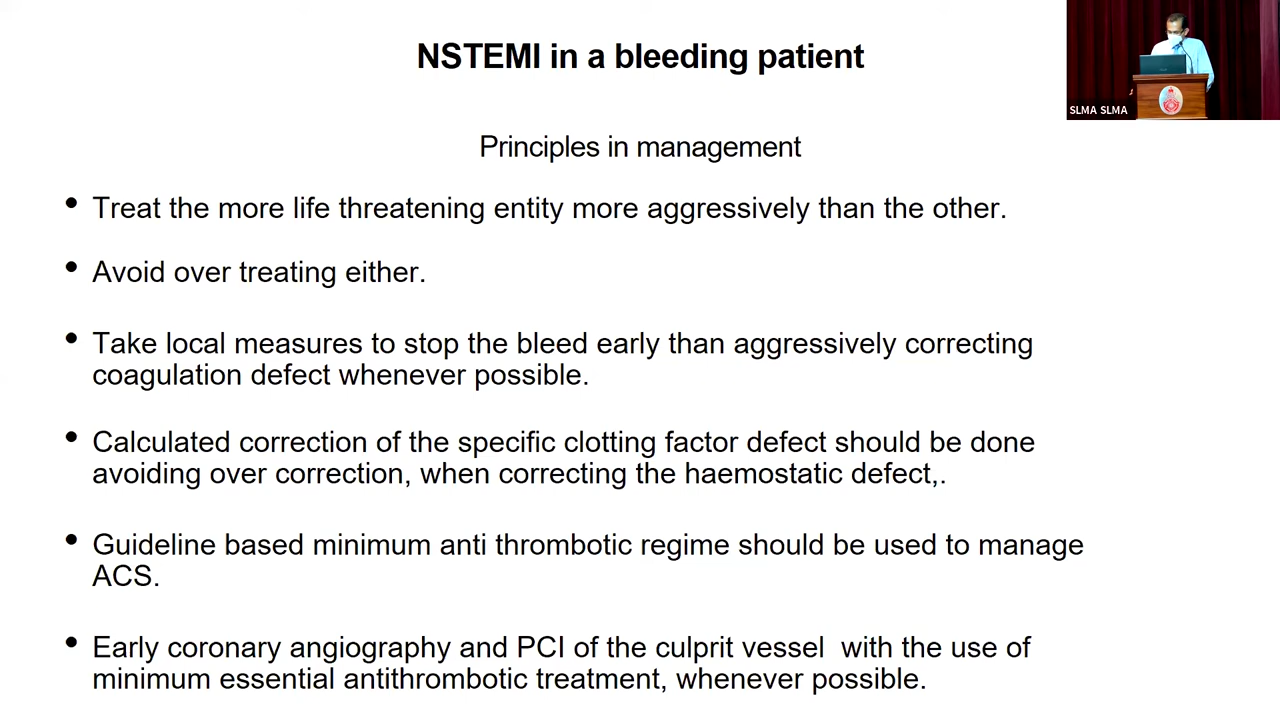 NSTEMI in a bleeding patient
SLMA SLMA
Principles in management
• Treat the more life threatening entity more aggressively than the other.
• Avoid over treating either.
• Take local measures to stop the bleed early than aggressively correcting
coagulation defect whenever possible.
• Calculated correction of the specific clotting factor defect should be done
avoiding over correction, when correcting the haemostatic defect,.
• Guideline based minimum anti thrombotic regime should be used to manage
ACS.
• Early coronary angiography and PCI of the culprit vessel  with the use of
minimum essential antithrombotic treatment, whenever possible.